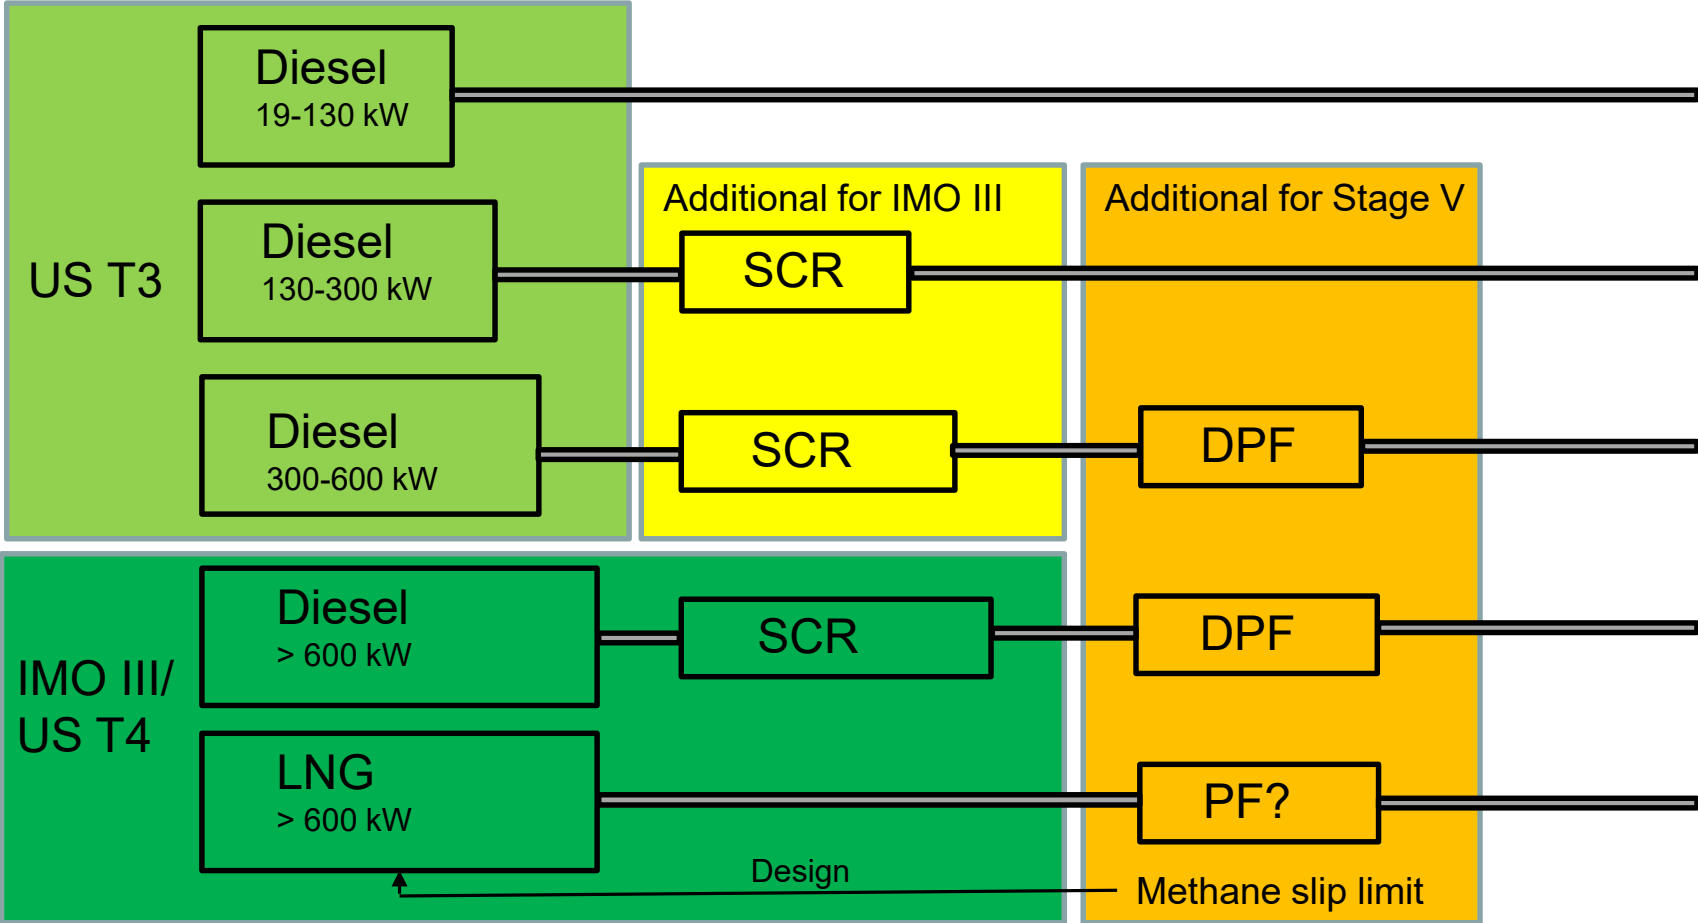 Diesel
19-130 kW
Additional for IMO III
Additional for Stage V
US T3
Diesel
130-300 kW
SCR
Diesel
300-600 kW
SCR
DPF
IMO III/
US T4
Diesel
> 600 kW
SCR
DPF
LNG
> 600 kW
PF?
Design
Methane slip limit